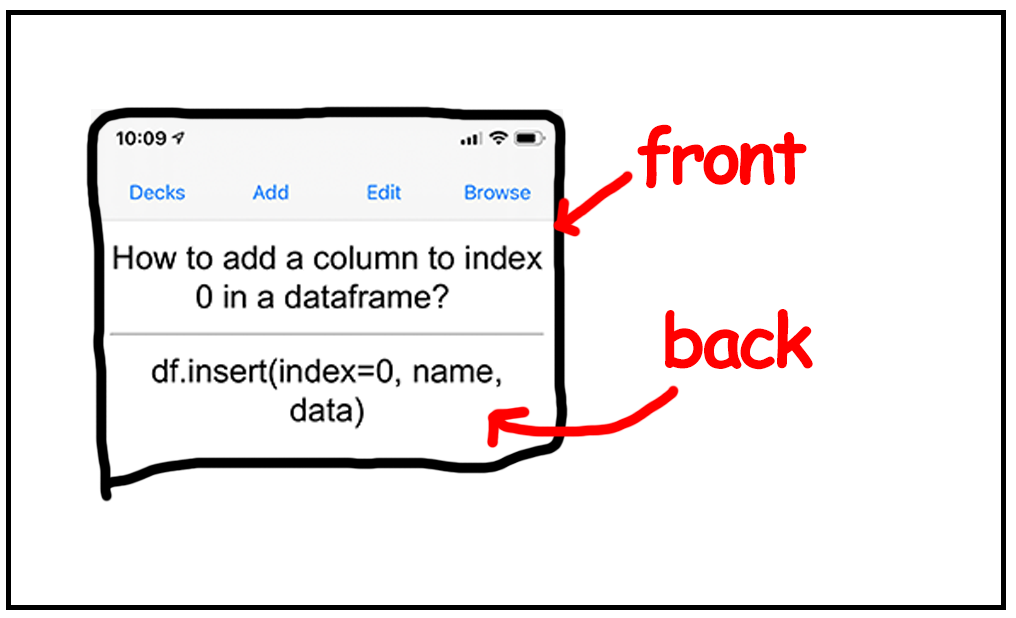 10:09
Decks Add Edit Browse
How to add a column to index
0 in a dataframe?
df.insert(index=0, name,
data)
front
back